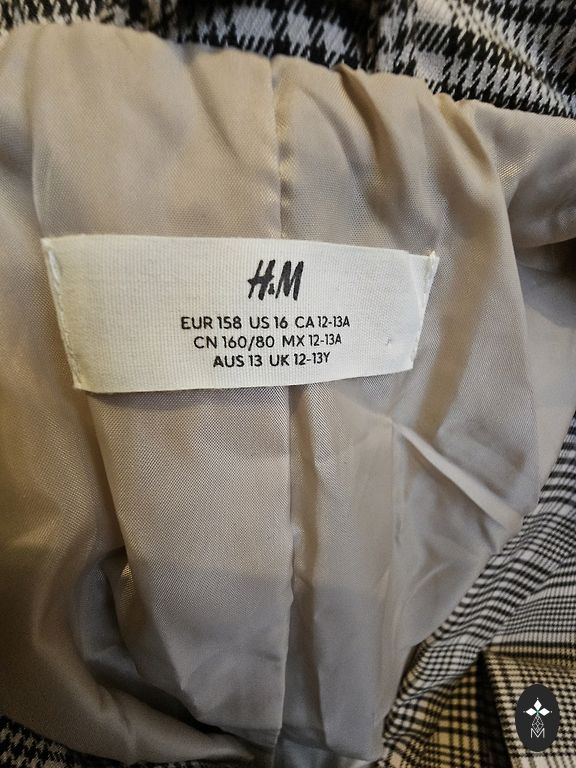 H&M
EUR 158 US 16 CA 12-13A
CN 160/80 MX 12-13A
AUS 13 UK 12-13Y
M